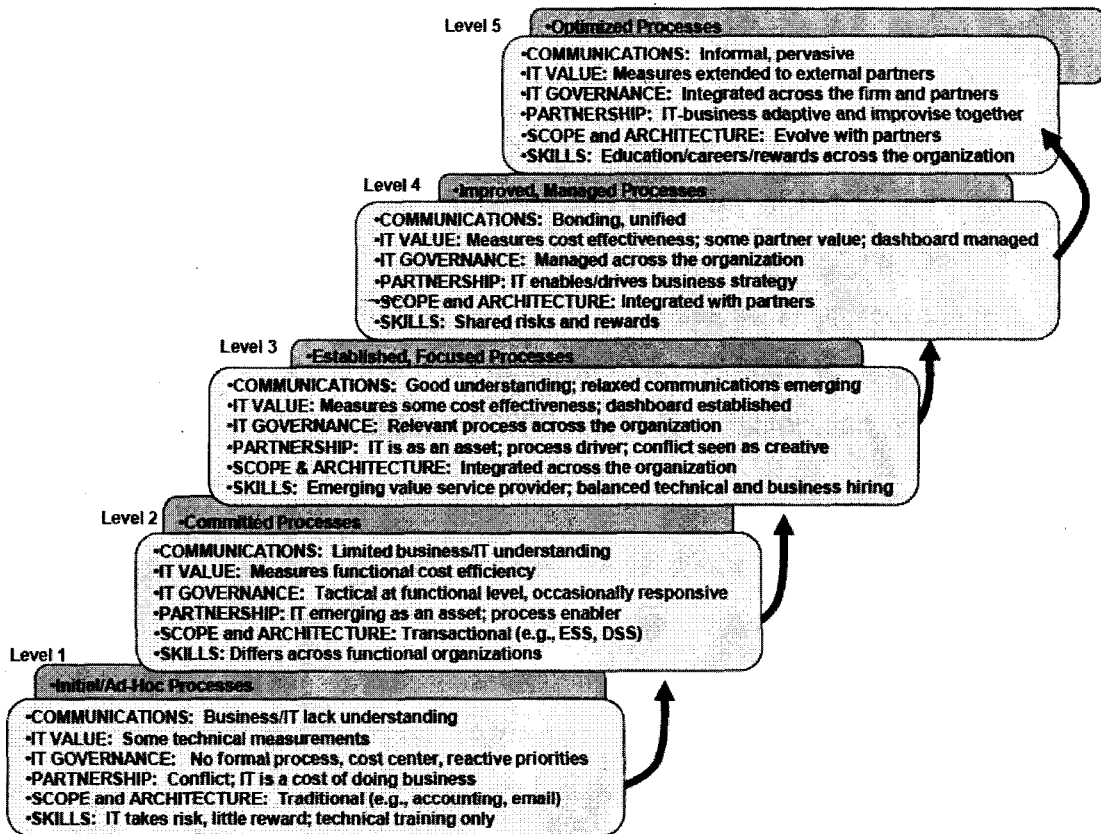 Level 5
•Optimized Processes
•COMMUNICATIONS: Informal, pervasive
•IT VALUE: Measures extended to external partners
•IT GOVERNANCE: Integrated across the firm and partners
•PARTNERSHIP: IT-business adaptive and improvise together
•SCOPE and ARCHITECTURE: Evolve with partners
•SKILLS: Education/careers/rewards across the organization
Level 4
•Improved, Managed Processes
•COMMUNICATIONS: Bonding, unified
•IT VALUE: Measures cost effectiveness; some partner value; dashboard managed
•IT GOVERNANCE: Managed across the organization
•PARTNERSHIP: IT enables/drives business strategy
•SCOPE and ARCHITECTURE: Integrated with partners
•SKILLS: Shared risks and rewards
Level 3
•Established, Focused Processes
•COMMUNICATIONS: Good understanding; relaxed communications emerging
•IT VALUE: Measures some cost effectiveness; dashboard established
•IT GOVERNANCE: Relevant process across the organization
•PARTNERSHIP: IT is as an asset; process driver; conflict seen as creative
•SCOPE & ARCHITECTURE: Integrated across the organization
•SKILLS: Emerging value service provider; balanced technical and business hiring
Level 2
•Committed Processes
•COMMUNICATIONS: Limited business/IT understanding
•IT VALUE: Measures functional cost efficiency
•IT GOVERNANCE: Tactical at functional level, occasionally responsive
•PARTNERSHIP: IT emerging as an asset; process enabler
•SCOPE and ARCHITECTURE: Transactional (e.g., ESS, DSS)
•SKILLS: Differs across functional organizations
Level 1
•Initial/Ad-Hoc Processes
•COMMUNICATIONS: Business/IT lack understanding
•IT VALUE: Some technical measurements
•IT GOVERNANCE: No formal process, cost center, reactive priorities
•PARTNERSHIP: Conflict; IT is a cost of doing business
•SCOPE and ARCHITECTURE: Traditional (e.g., accounting, email)
•SKILLS: IT takes risk, little reward; technical training only